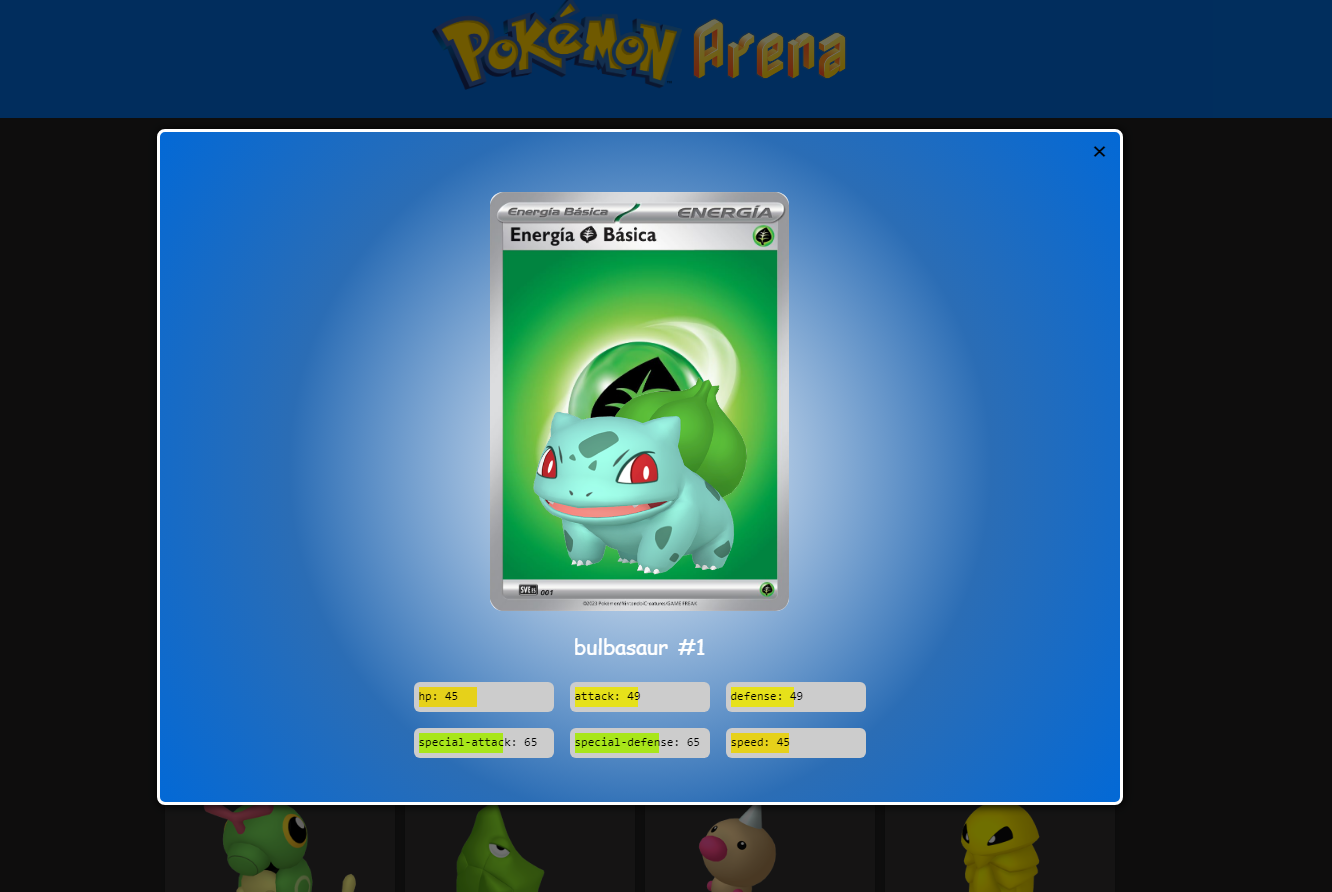 POKéMON Arena
×
Energía Básica ENERGÍA
Energía Básica
SVE ES 001
©2023 Pokémon/Nintendo/Creatures/GAME FREAK
bulbasaur #1
hp: 45 attack: 49 defense: 49
special-attack: 65 special-defense: 65 speed: 45